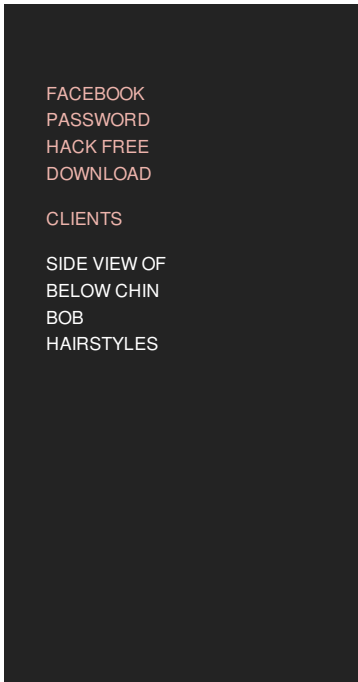 FACEBOOK
PASSWORD
HACK FREE
DOWNLOAD
CLIENTS
SIDE VIEW OF
BELOW CHIN
BOB
HAIRSTYLES